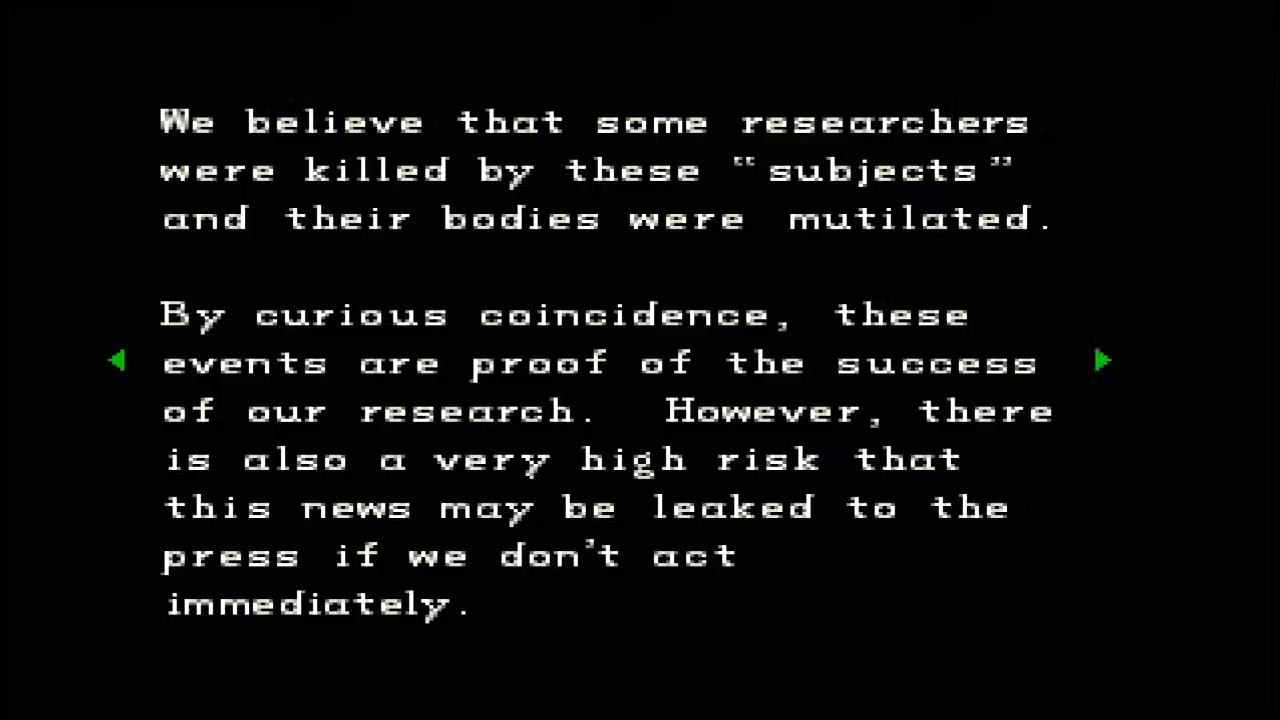 We believe that some researchers
were killed by these "subjects"
and their bodies were mutilated.
By curious coincidence, these
events are proof of the success
of our research. However, there
is also a very high risk that
this news may be leaked to the
press if we don't act
immediately.